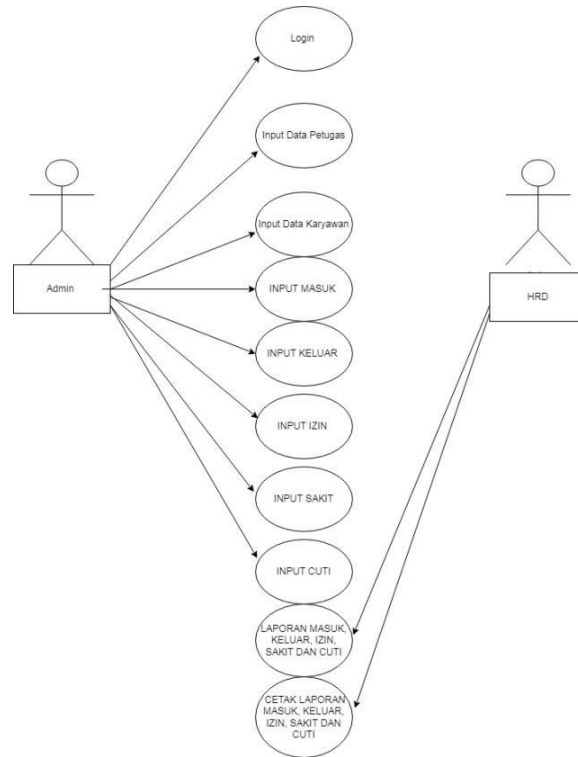 Login
Input Data Petugas
Input Data Karyawan
Admin
INPUT MASUK
HRD
INPUT KELUAR
INPUT IZIN
INPUT SAKIT
INPUT CUTI
LAPORAN MASUK,
KELUAR, IZIN,
SAKIT DAN CUTI
CETAK LAPORAN
MASUK, KELUAR,
IZIN, SAKIT DAN
CUTI